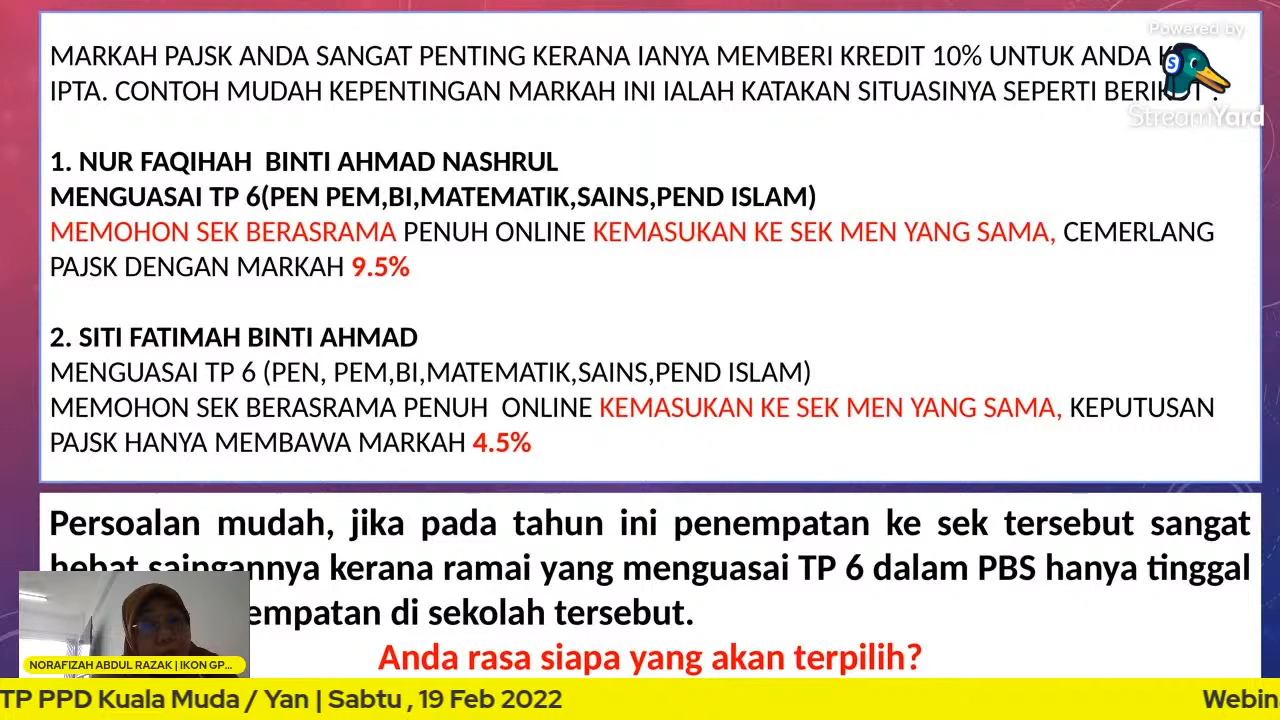 Powered by
StreamYard
MARKAH PAJSK ANDA SANGAT PENTING KERANA IANYA MEMBERI KREDIT 10% UNTUK ANDA
IPTA. CONTOH MUDAH KEPENTINGAN MARKAH INI IALAH KATAKAN SITUASINYA SEPERTI BERIKUT :
1. NUR FAQIHAH BINTI AHMAD NASHRUL
MENGUASAI TP 6(PEN PEM,BI,MATEMATIK,SAINS,PEND ISLAM)
MEMOHON SEK BERASRAMA PENUH ONLINE KEMASUKAN KE SEK MEN YANG SAMA, CEMERLANG
PAJSK DENGAN MARKAH 9.5%
2. SITI FATIMAH BINTI AHMAD
MENGUASAI TP 6 (PEN, PEM,BI,MATEMATIK,SAINS,PEND ISLAM)
MEMOHON SEK BERASRAMA PENUH ONLINE KEMASUKAN KE SEK MEN YANG SAMA, KEPUTUSAN
PAJSK HANYA MEMBAWA MARKAH 4.5%
Persoalan mudah, jika pada tahun ini penempatan ke sek tersebut sangat
hebat saingannya kerana ramai yang menguasai TP 6 dalam PBS hanya tinggal
empatan di sekolah tersebut.
Anda rasa siapa yang akan terpilih?
NORAFIZAH ABDUL RAZAK | IKON GP...
TP PPD Kuala Muda / Yan | Sabtu , 19 Feb 2022
Webin